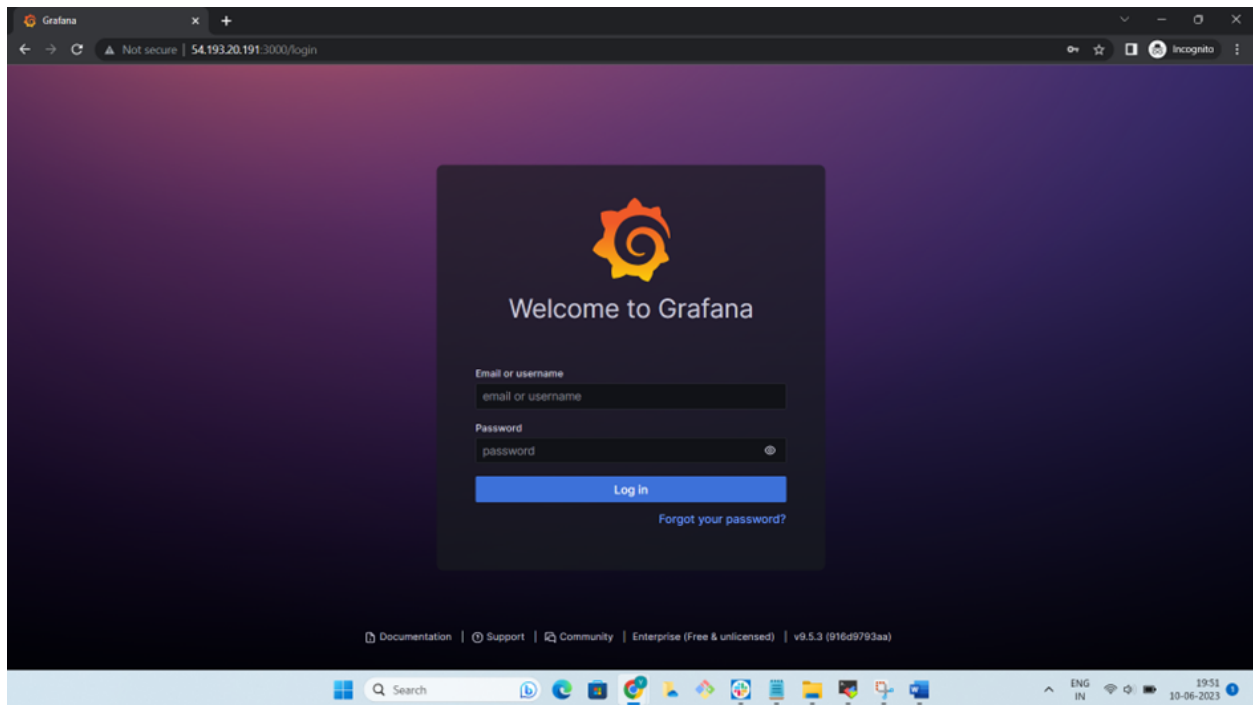 Grafana
Not secure | 54.193.20.191:3000/login
Incognito
Welcome to Grafana
Email or username
email or username
Password
password
Log in
Forgot your password?
Documentation | Support | Community | Enterprise (Free & unlicensed) | v9.5.3 (916d9793aa)
Search
ENG
IN
19:51
10-06-2023